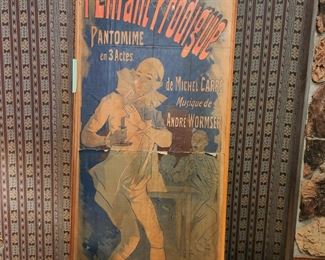 l'Enfant Prodigue
PANTOMIME
en 3 Actes
de MICHEL CARRÉ
Musique de
ANDRÉ WORMSER